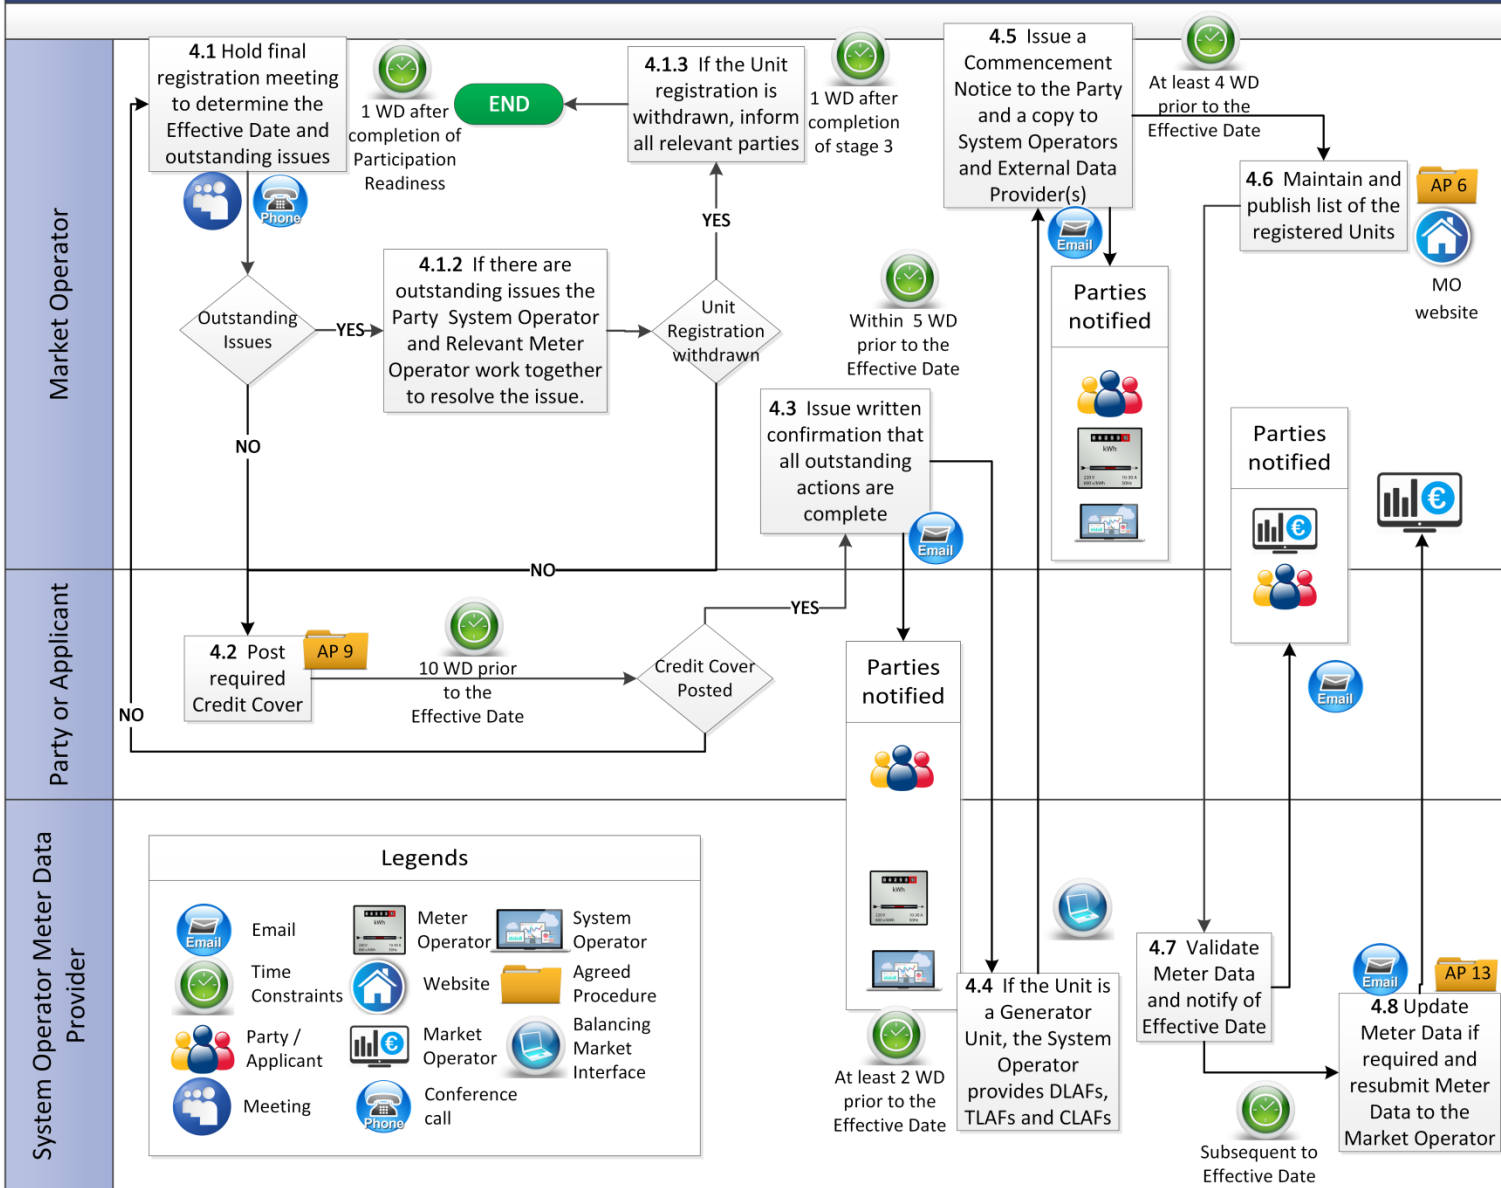 Market Operator
4.1 Hold final
registration meeting
to determine the
Effective Date and
outstanding issues
1 WD after
completion of
Participation
Readiness
Phone
END
4.1.3 If the Unit
registration is
withdrawn, inform
all relevant parties
1 WD after
completion
of stage 3
4.5 Issue a
Commencement
Notice to the Party
and a copy to
System Operators
and External Data
Provider(s)
Email
At least 4 WD
prior to the
Effective Date
4.6 Maintain and
publish list of the
registered Units
AP 6
MO
website
Outstanding
Issues
YES
4.1.2 If there are
outstanding issues the
Party System Operator
and Relevant Meter
Operator work together
to resolve the issue.
YES
Unit
Registration
withdrawn
Within 5 WD
prior to the
Effective Date
Parties
notified
kWh
NO
4.3 Issue written
confirmation that
all outstanding
actions are
complete
Email
Parties
notified
€
€
NO
Party or Applicant
4.2 Post
required
Credit Cover
AP 9
10 WD prior
to the
Effective Date
Credit Cover
Posted
YES
NO
Parties
notified
Email
kWh
At least 2 WD
prior to the
Effective Date
System Operator Meter Data
Provider
4.4 If the Unit is
a Generator
Unit, the System
Operator
provides DLAFs,
TLAFs and CLAFs
4.7 Validate
Meter Data
and notify of
Effective Date
Email
AP 13
4.8 Update
Meter Data if
required and
resubmit Meter
Data to the
Market Operator
Subsequent to
Effective Date
Legends
Email
Email
kWh
Meter
Operator
System
Operator
Time
Constraints
Website
Agreed
Procedure
Party /
Applicant
€
Market
Operator
Balancing
Market
Interface
Meeting
Phone
Conference
call